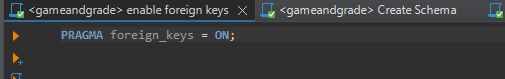 <gameandgrade> enable foreign keys
<gameandgrade> Create Schema
PRAGMA foreign_keys = ON;